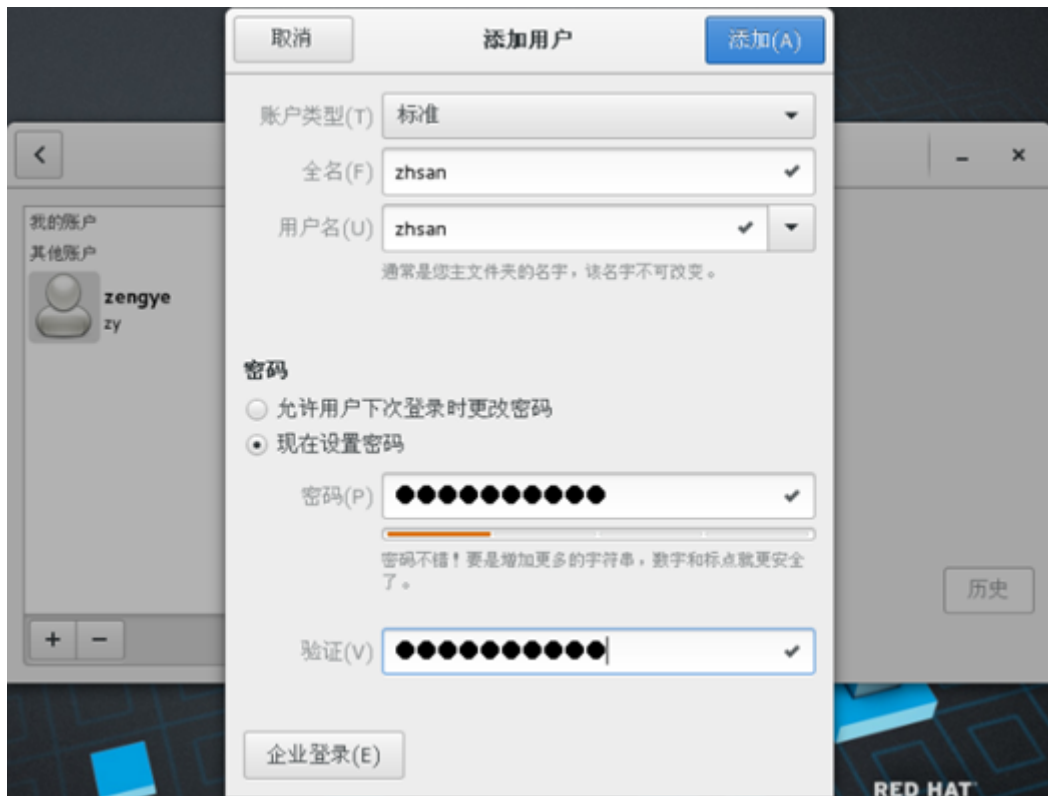 取消
添加用户
添加(A)
账户类型(T)
标准
全名(F)
zhsan
用户名(U)
zhsan
通常是您主文件夹的名字，该名字不可改变。
我的账户
其他账户
zengye
zy
密码
允许用户下次登录时更改密码
现在设置密码
密码(P)
密码不错！要是增加更多的字符串，数字和标点就更安全
了。
验证(V)
历史
企业登录(E)
RED HAT